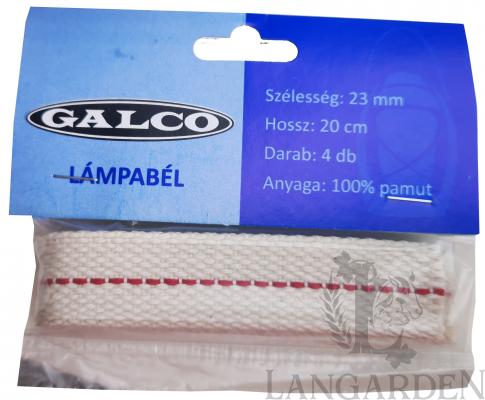 GALCO
LÁMPABÉL
Szélesség: 23 mm
Hossz: 20 cm
Darab: 4 db
Anyaga: 100% pamut
L
LANGARDEN